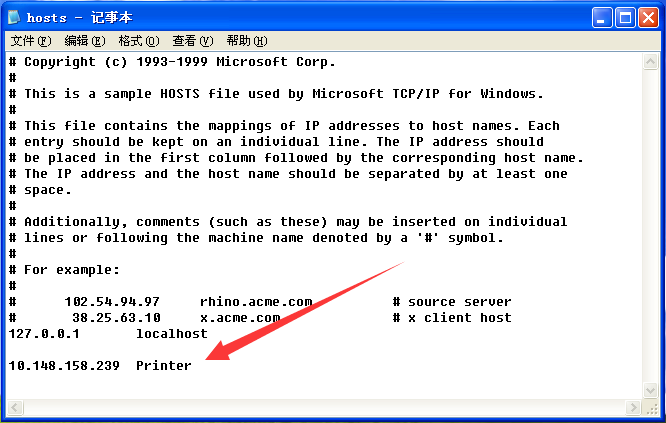 hosts - 记事本
文件(F) 编辑(E) 格式(O) 查看(V) 帮助(H)
# Copyright (c) 1993-1999 Microsoft Corp.
#
# This is a sample HOSTS file used by Microsoft TCP/IP for Windows.
#
# This file contains the mappings of IP addresses to host names. Each
# entry should be kept on an individual line. The IP address should
# be placed in the first column followed by the corresponding host name.
# The IP address and the host name should be separated by at least one
# space.
#
# Additionally, comments (such as these) may be inserted on individual
# lines or following the machine name denoted by a '#' symbol.
#
# For example:
#
#      102.54.94.97     rhino.acme.com          # source server
#       38.25.63.10     x.acme.com              # x client host
127.0.0.1       localhost
10.148.158.239  Printer